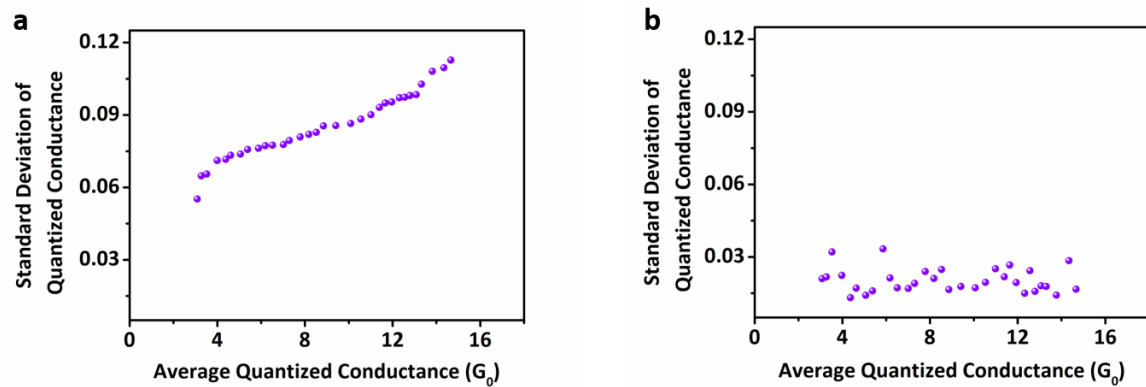 a
Standard Deviation of
Quantized Conductance
0.12
0.09
0.06
0.03
0
4
8
12
16
Average Quantized Conductance (G₀)
b
Standard Deviation of
Quantized Conductance
0.12
0.09
0.06
0.03
0
4
8
12
16
Average Quantized Conductance (G₀)